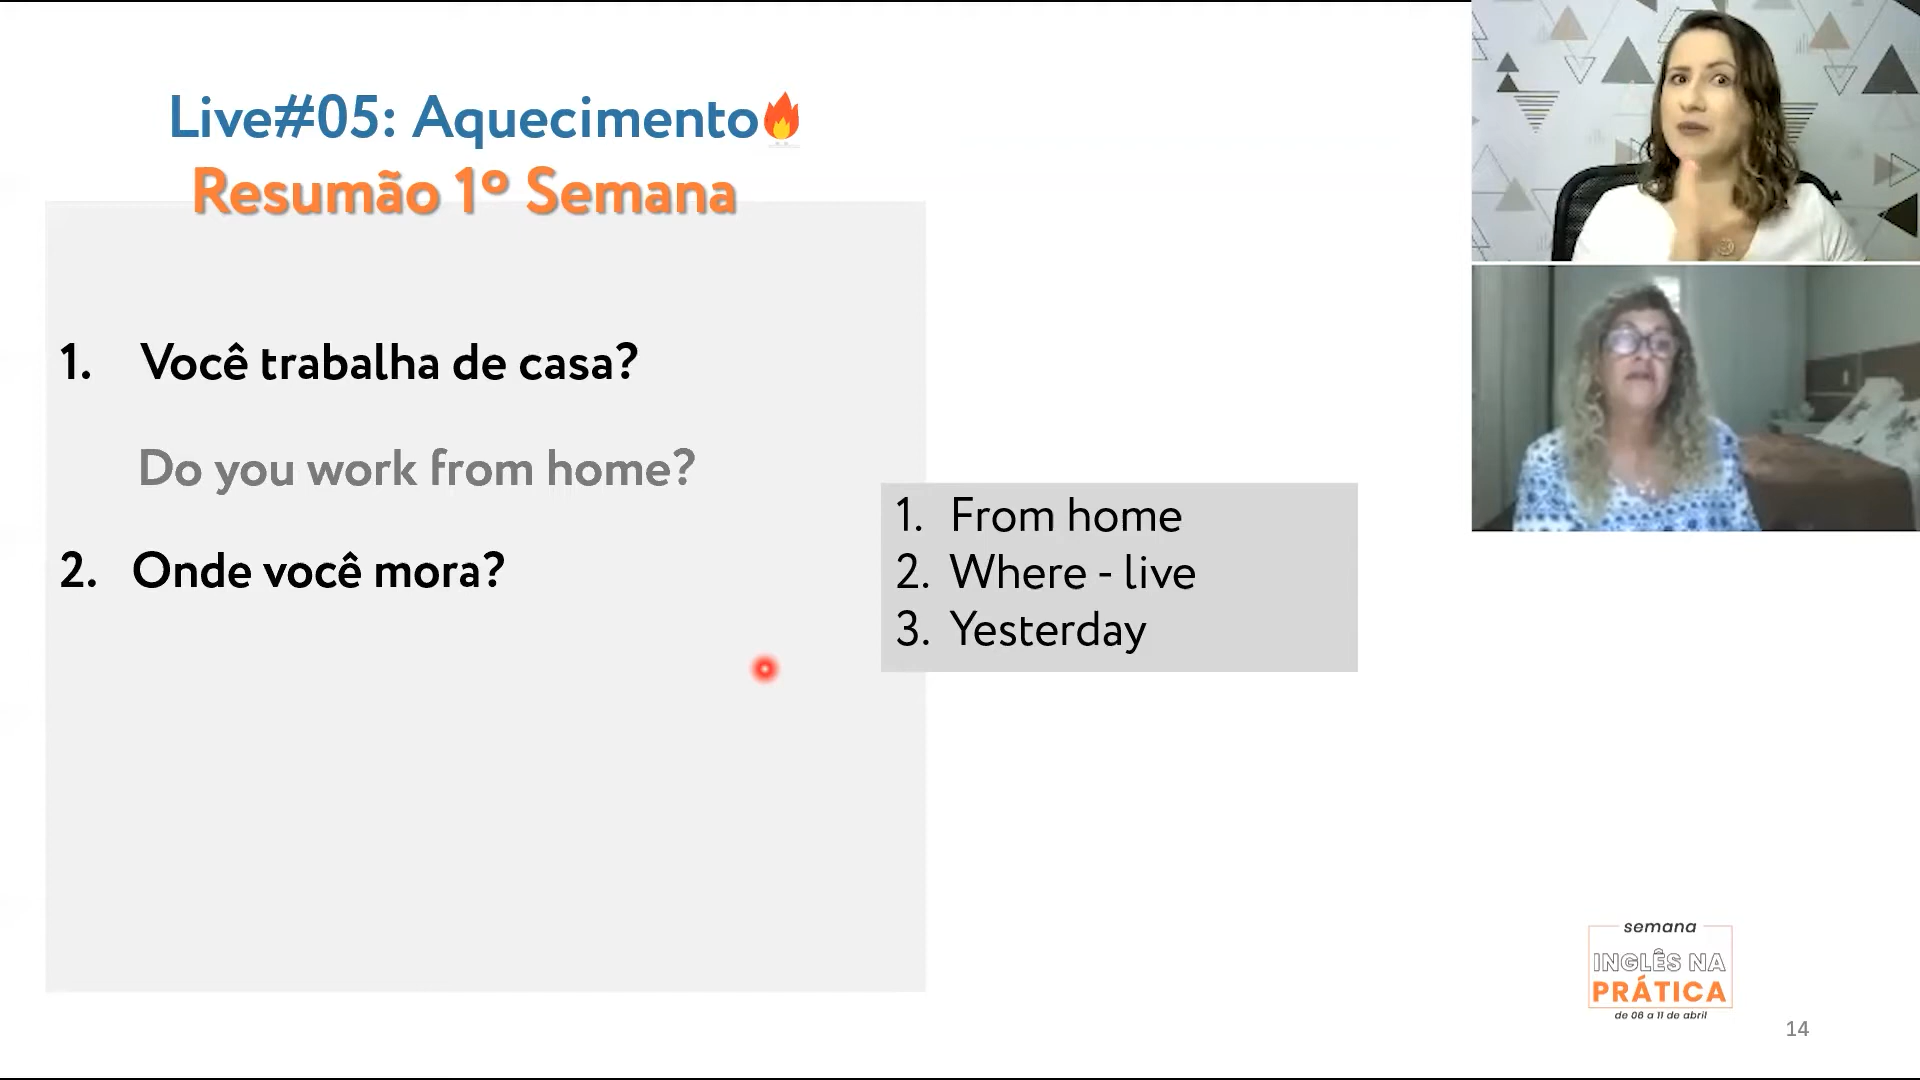 Live#05: Aquecimento🔥
Resumão 1º Semana
1. Você trabalha de casa?
Do you work from home?
2. Onde você mora?
1. From home
2. Where - live
3. Yesterday
semana
INGLÊS NA
PRÁTICA
de 06 a 11 de abril
14